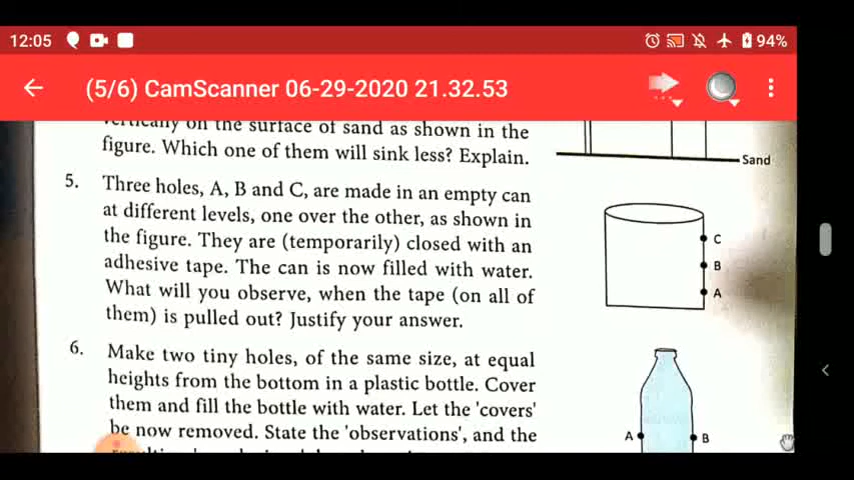 12:05 94%
(5/6) CamScanner 06-29-2020 21.32.53
vertically on the surface of sand as shown in the
figure. Which one of them will sink less? Explain.
Sand
5. Three holes, A, B and C, are made in an empty can
at different levels, one over the other, as shown in
the figure. They are (temporarily) closed with an
adhesive tape. The can is now filled with water.
What will you observe, when the tape (on all of
them) is pulled out? Justify your answer.
C
B
A
6. Make two tiny holes, of the same size, at equal
heights from the bottom in a plastic bottle. Cover
them and fill the bottle with water. Let the 'covers'
be now removed. State the 'observations', and the
A B